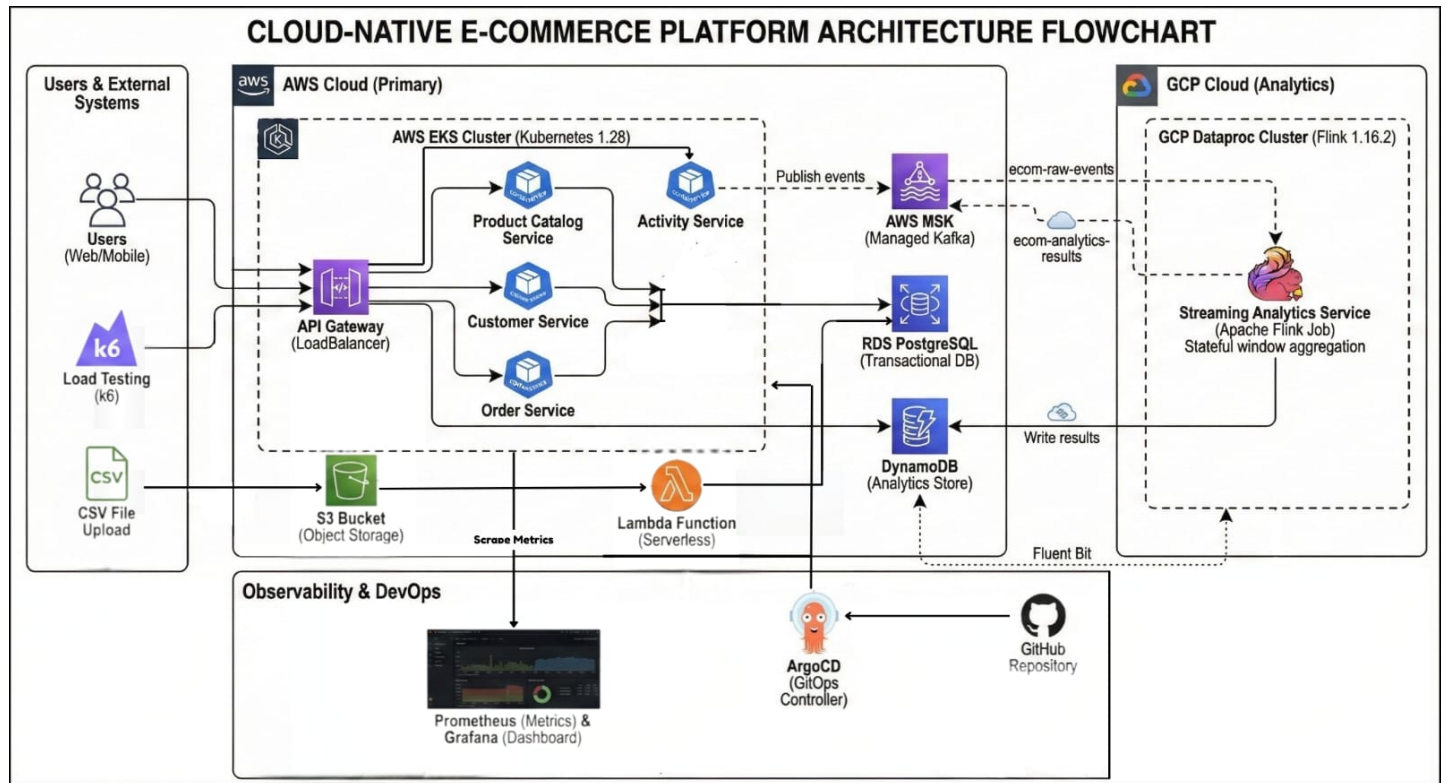 CLOUD-NATIVE E-COMMERCE PLATFORM ARCHITECTURE FLOWCHART
Users & External
Systems
Users
(Web/Mobile)
k6
Load Testing
(k6)
CSV
CSV File
Upload
aws
AWS Cloud (Primary)
AWS EKS Cluster (Kubernetes 1.28)
API Gateway
(LoadBalancer)
Product Catalog
Service
Customer Service
Order Service
Activity Service
Publish events
AWS MSK
(Managed Kafka)
RDS PostgreSQL
(Transactional DB)
DynamoDB
(Analytics Store)
S3 Bucket
(Object Storage)
Lambda Function
(Serverless)
Scrape Metrics
ecom-raw-events
ecom-analytics-
results
Write results
Fluent Bit
GCP Cloud (Analytics)
GCP Dataproc Cluster (Flink 1.16.2)
Streaming Analytics Service
(Apache Flink Job)
Stateful window aggregation
Observability & DevOps
Prometheus (Metrics) &
Grafana (Dashboard)
ArgoCD
(GitOps
Controller)
GitHub
Repository